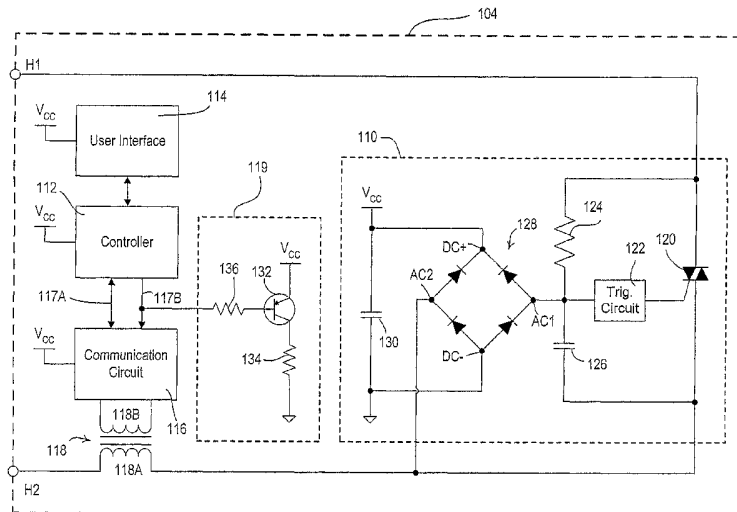 104
H1
114
VCC
User Interface
110
119
112
VCC
VCC
Controller
124
128
120
DC+
VCC
122
117A
117B
136
132
AC2
Trig. Circuit
VCC
AC1
130
Communication Circuit
134
DC-
126
118B
116
118
118A
H2